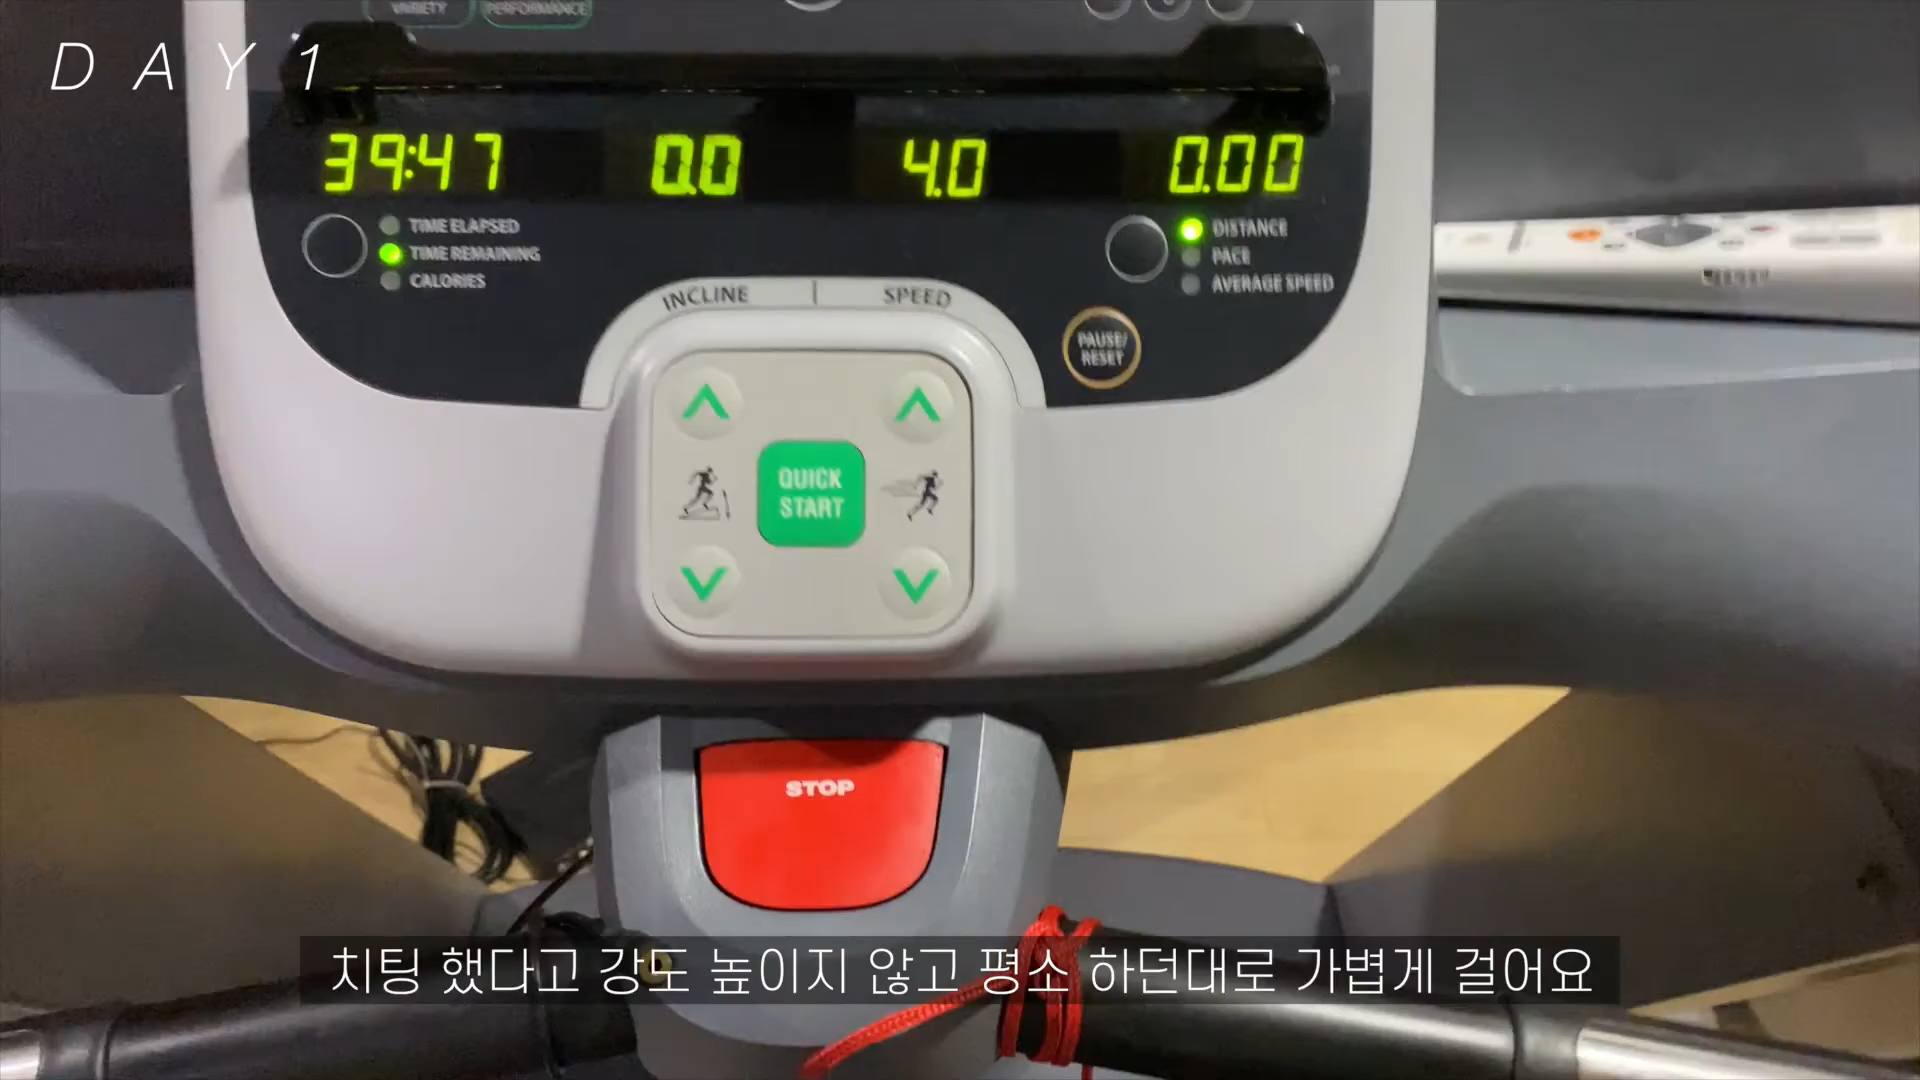 VARIETY PERFORMANCE
DAY1
39:47 0.0 4.0 0.00
TIME ELAPSED
TIME REMAINING
CALORIES
DISTANCE
PACE
AVERAGE SPEED
INCLINE | SPEED
PAUSE/
RESET
QUICK
START
STOP
치팅 했다고 강도 높이지 않고 평소 하던대로 가볍게 걸어요